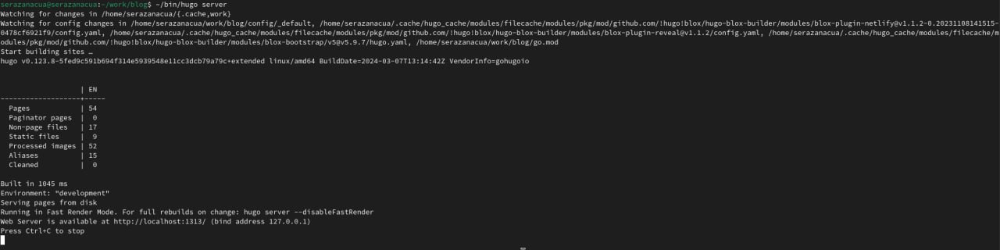 serazanacua@serazanacua:~/work/blog$ ~/bin/hugo server
Watching for changes in /home/serazanacua/{.cache,work}
Watching for config changes in /home/serazanacua/work/blog/config/_default, /home/serazanacua/.cache/hugo_cache/modules/filecache/modules/pkg/mod/github.com/!hugo!blox/hugo-blox-builder/modules/blox-plugin-netlify@v1.1.2-0.20231108141515-
0478cf6921f9/config.yaml, /home/serazanacua/.cache/hugo_cache/modules/filecache/modules/pkg/mod/github.com/!hugo!blox/hugo-blox-builder/modules/blox-plugin-reveal@v1.1.2/config.yaml, /home/serazanacua/.cache/hugo_cache/modules/filecache/m
odules/pkg/mod/github.com/!hugo!blox/hugo-blox-builder/modules/blox-bootstrap/v5@v5.9.7/hugo.yaml, /home/serazanacua/work/blog/go.mod
Start building sites …
hugo v0.123.8-5fed9c591b694f314e5939548e11cc3dcb79a79c+extended linux/amd64 BuildDate=2024-03-07T13:14:42Z VendorInfo=gohugoio
                   | EN
-------------------+-----
  Pages            | 54
  Paginator pages  |  0
  Non-page files   | 17
  Static files     |  9
  Processed images | 52
  Aliases          | 15
  Cleaned          |  0
Built in 1045 ms
Environment: "development"
Serving pages from disk
Running in Fast Render Mode. For full rebuilds on change: hugo server --disableFastRender
Web Server is available at http://localhost:1313/ (bind address 127.0.0.1)
Press Ctrl+C to stop